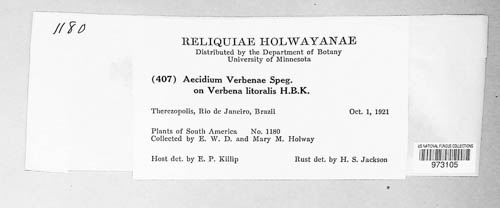 1180
RELIQUIAE HOLWAYANAE
Distributed by the Department of Botany
University of Minnesota
(407) Aecidium Verbenae Speg.
on Verbena litoralis H.B.K.
Therezopolis, Rio de Janeiro, Brazil Oct. 1, 1921
Plants of South America No. 1180
Collected by E. W. D. and Mary M. Holway
Host det. by E. P. Killip Rust det. by H. S. Jackson
US NATIONAL FUNGUS COLLECTIONS
973105